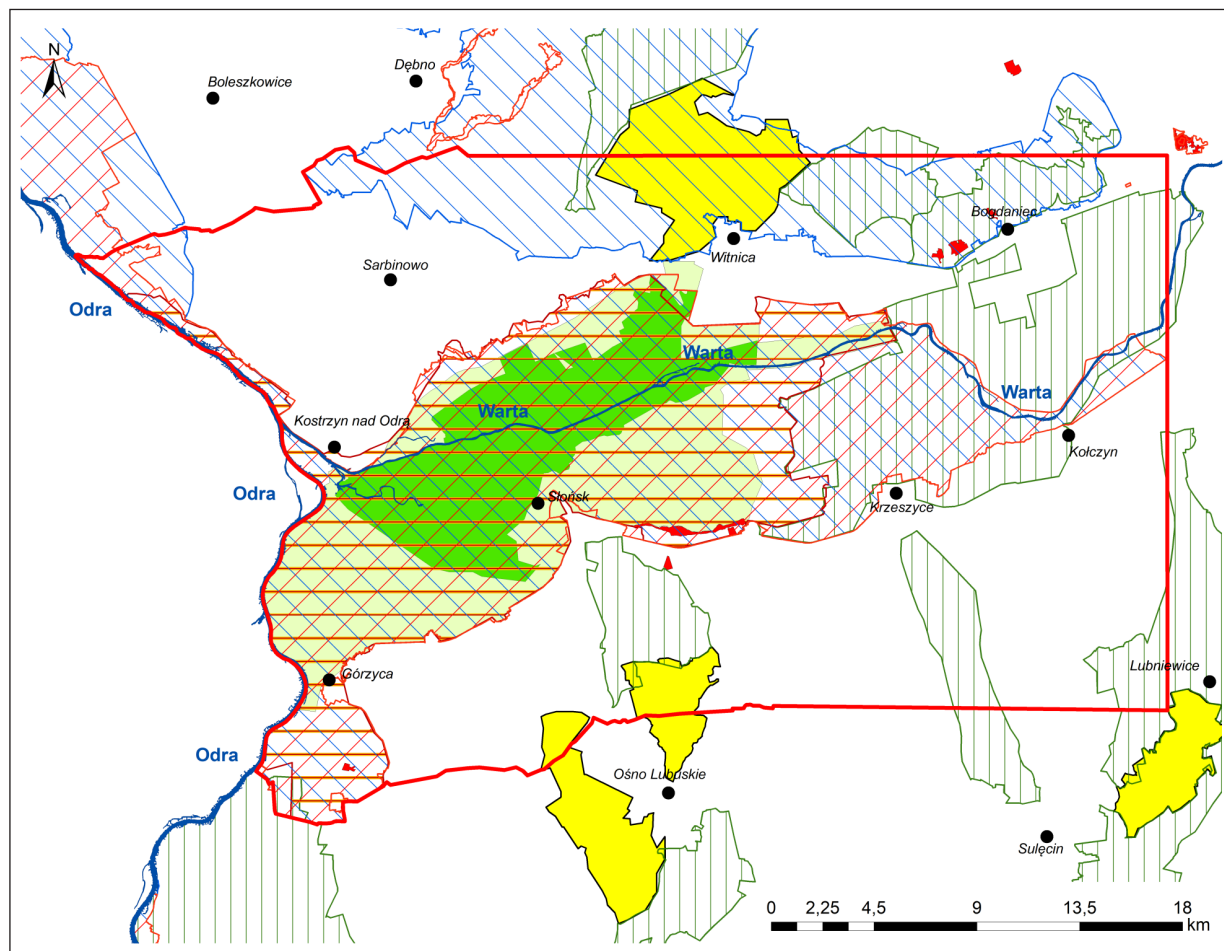 N
Dębno
Boleszkowice
Bogdaniec
Witnica
Sarbinowo
Odra
Warta
Warta
Warta
Kostrzyn nad Odrą
Kołczyn
Odra
Słońsk
Krzeszyce
Górzyca
Lubniewice
Odra
Ośno Lubuskie
Sulęcin
0 2,25 4,5 9 13,5 18
km